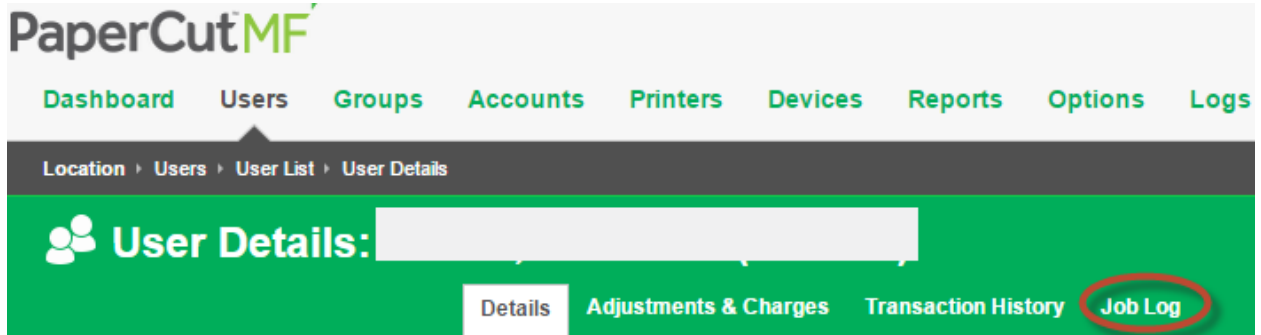 PaperCut MF
Dashboard Users Groups Accounts Printers Devices Reports Options Logs
Location › Users › User List › User Details
User Details:
Details Adjustments & Charges Transaction History Job Log